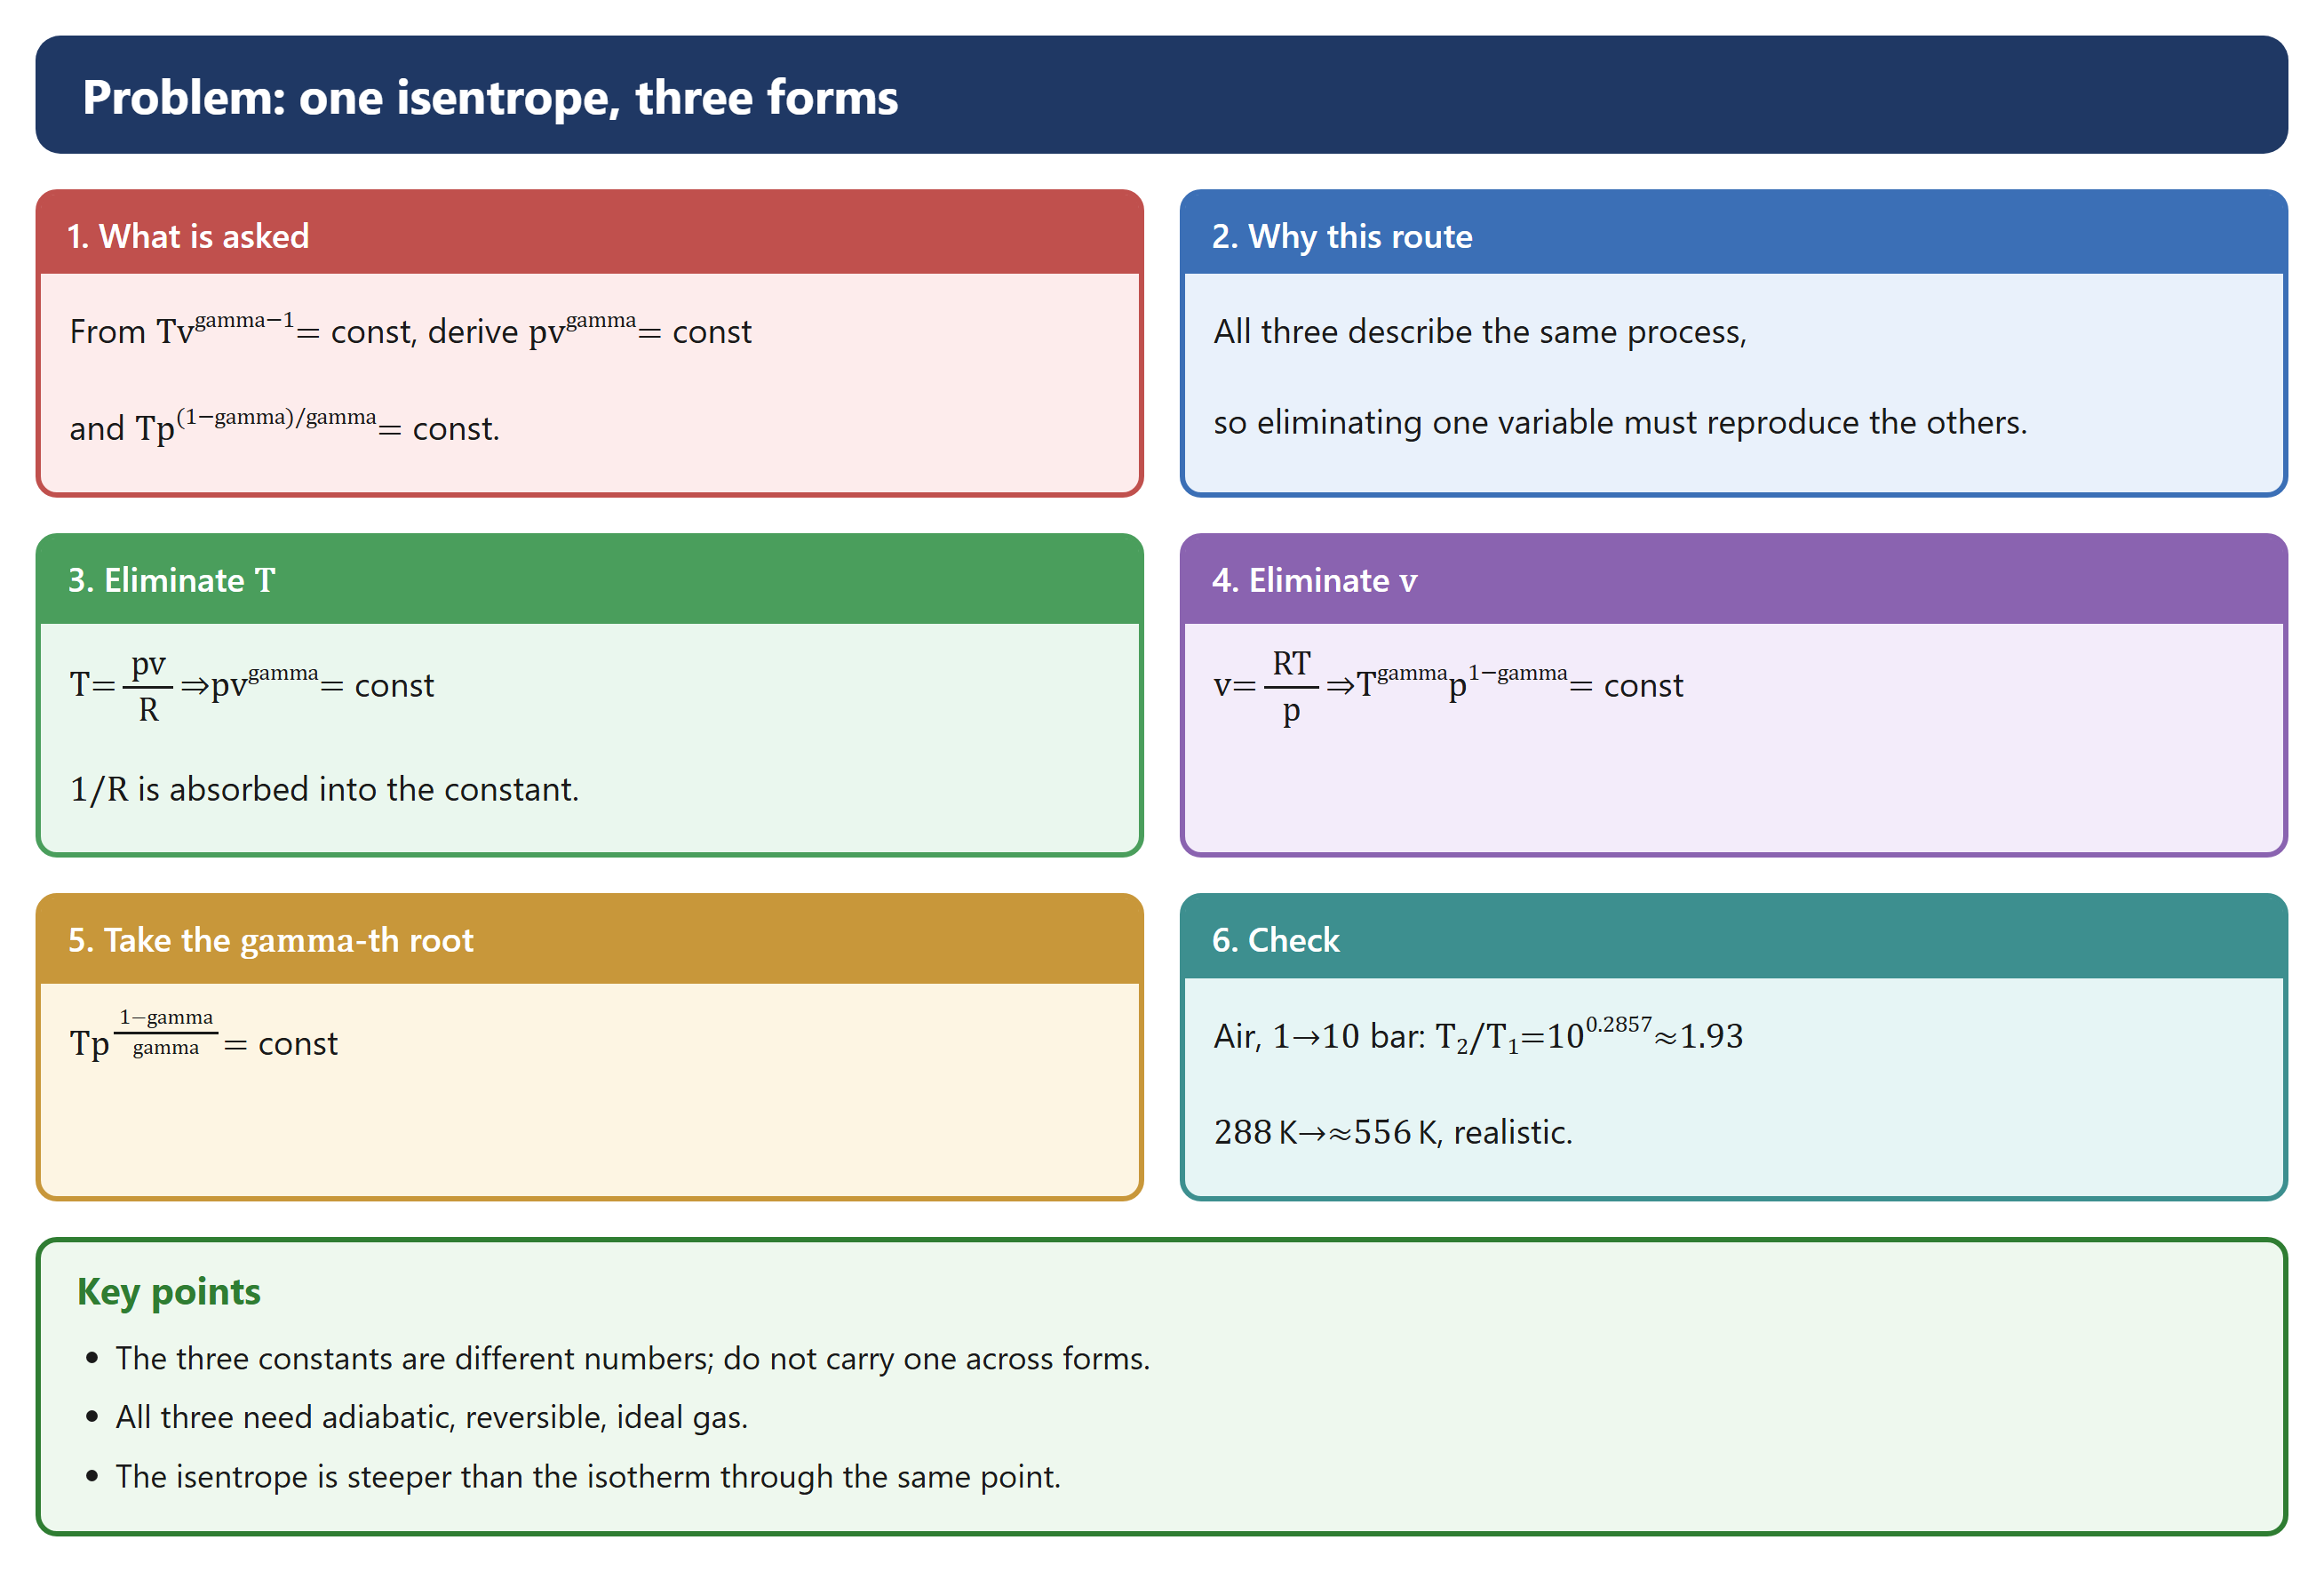 Problem: one isentrope, three forms
1. What is asked
From Tv^(gamma−1)= const, derive pv^gamma= const
and Tp^((1−gamma)/gamma)= const.
2. Why this route
All three describe the same process,
so eliminating one variable must reproduce the others.
3. Eliminate T
T= pv/R ⇒pv^gamma= const
1/R is absorbed into the constant.
4. Eliminate v
v= RT/p ⇒T^gamma p^(1−gamma)= const
5. Take the gamma-th root
Tp^((1−gamma)/gamma)= const
6. Check
Air, 1→10 bar: T₂/T₁=10^0.2857≈1.93
288 K→≈556 K, realistic.
Key points
• The three constants are different numbers; do not carry one across forms.
• All three need adiabatic, reversible, ideal gas.
• The isentrope is steeper than the isotherm through the same point.